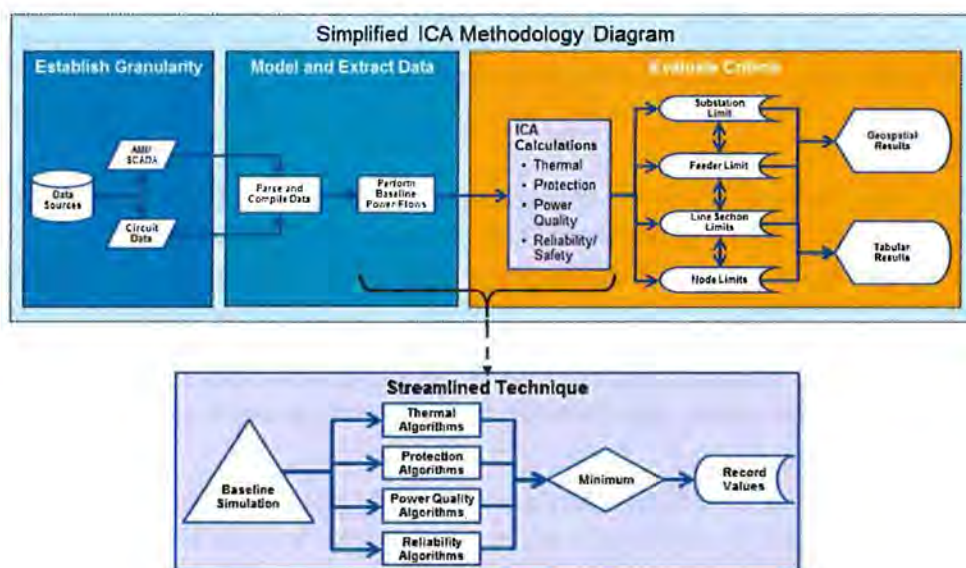 Simplified ICA Methodology Diagram
Establish Granularity
Model and Extract Data
Evaluate Criteria
Data
Sources
AMI/
SCADA
Circuit
Data
Parse and
Compile Data
Perform
Baseline
Power Flows
ICA
Calculations
• Thermal
• Protection
• Power
Quality
• Reliability/
Safety
Substation
Limit
Feeder Limit
Line Section
Limits
Node Limits
Geospatial
Results
Tabular
Results
Streamlined Technique
Baseline
Simulation
Thermal
Algorithms
Protection
Algorithms
Power Quality
Algorithms
Reliability
Algorithms
Minimum
Record
Values